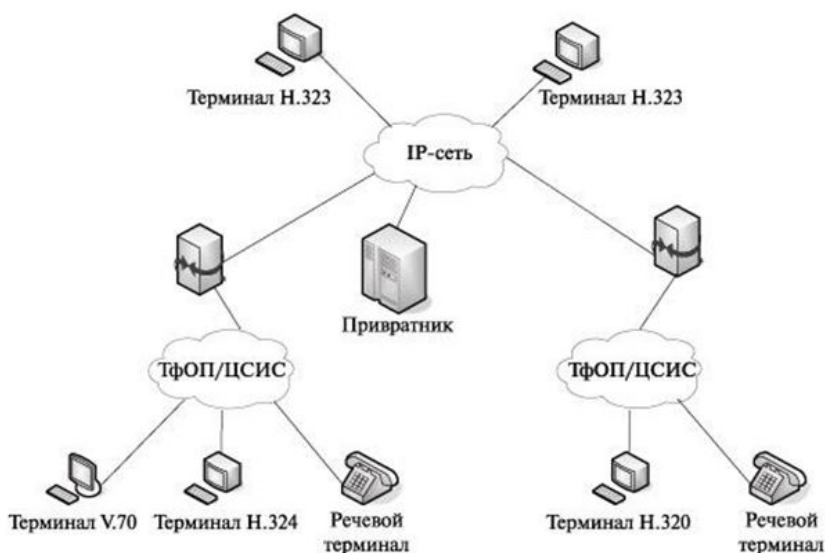 Терминал H.323
Терминал H.323
IP-сеть
Привратник
ТфОП/ЦСИС
ТфОП/ЦСИС
Терминал V.70
Терминал H.324
Речевой
терминал
Терминал H.320
Речевой
терминал